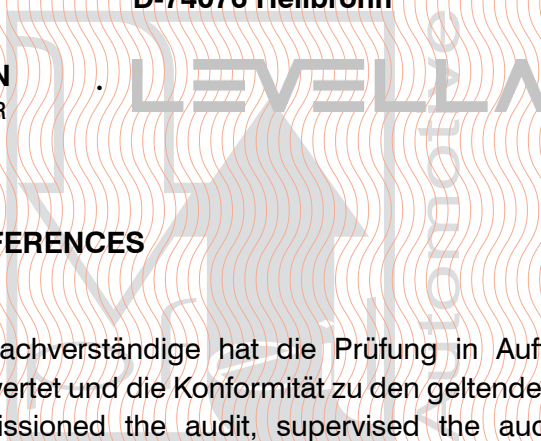 D-74076 Heilbronn
N
R
LEVELLA
Automotive
FERENCES
achverständige hat die Prüfung in Auf
wertet und die Konformität zu den geltende
issioned the audit, supervised the aud